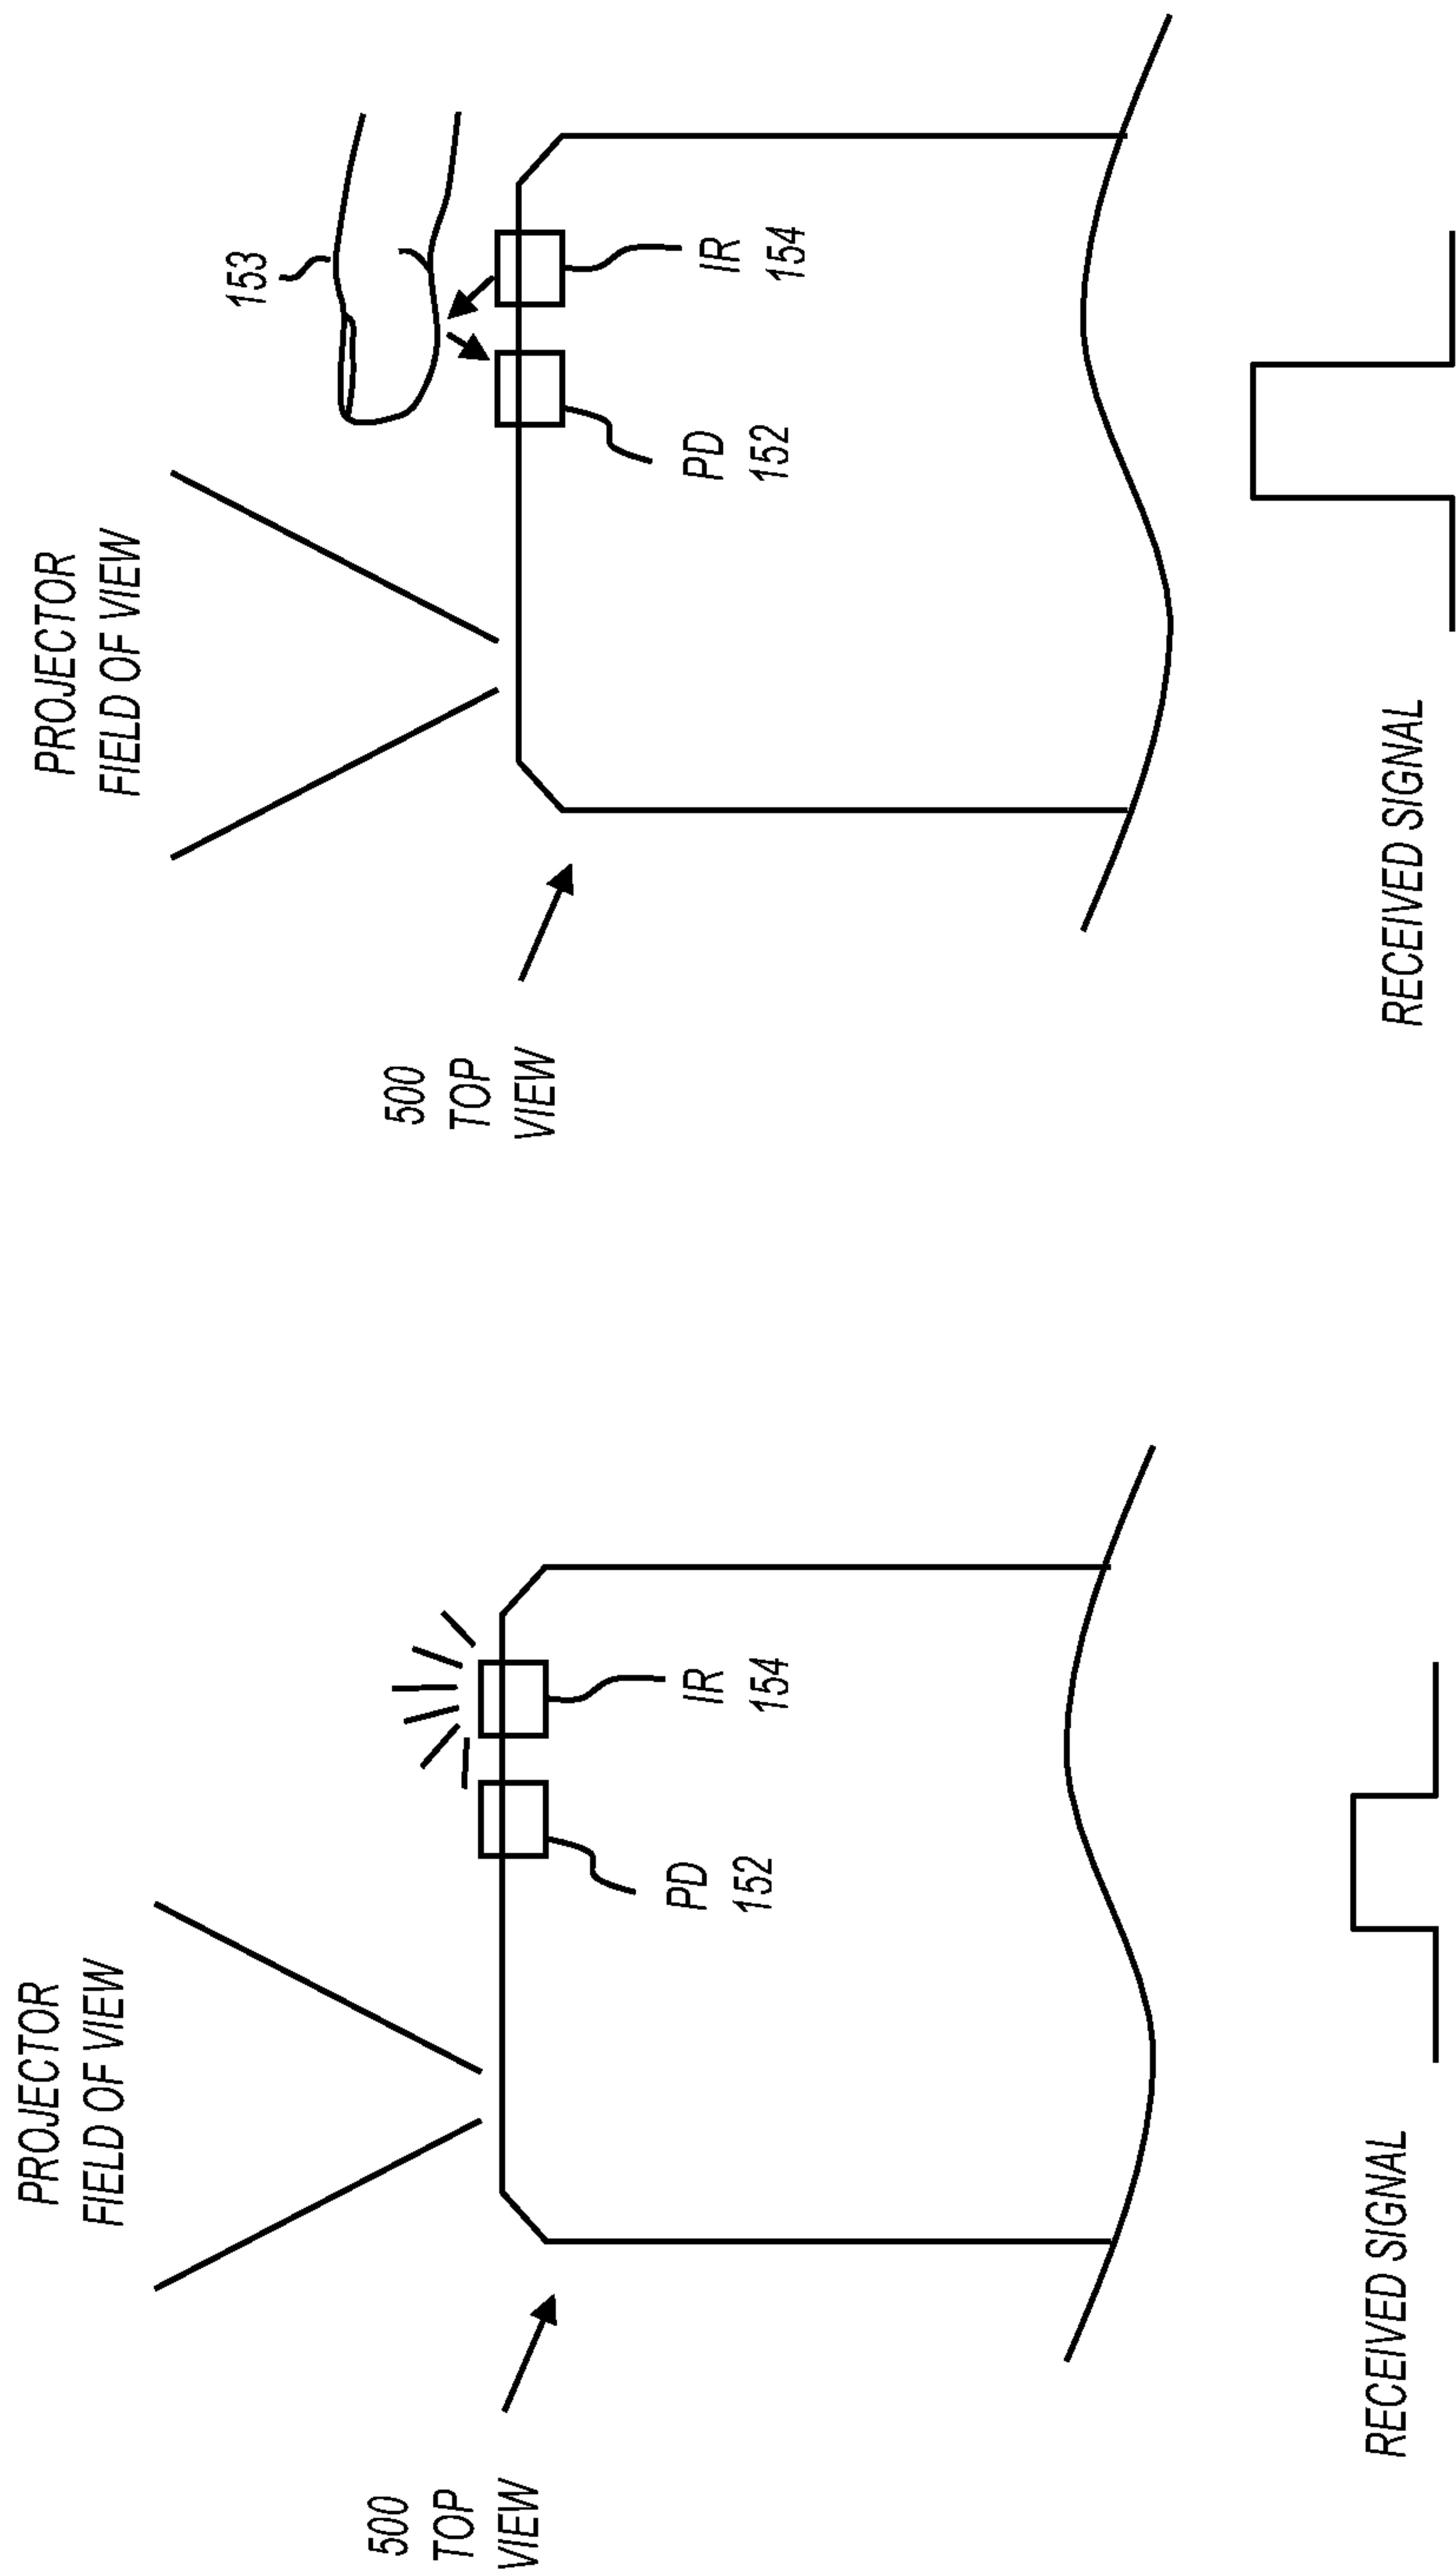 PROJECTOR
FIELD OF VIEW
500
TOP
VIEW
PD
152
IR
154
RECEIVED SIGNAL
PROJECTOR
FIELD OF VIEW
153
500
TOP
VIEW
PD
152
IR
154
RECEIVED SIGNAL